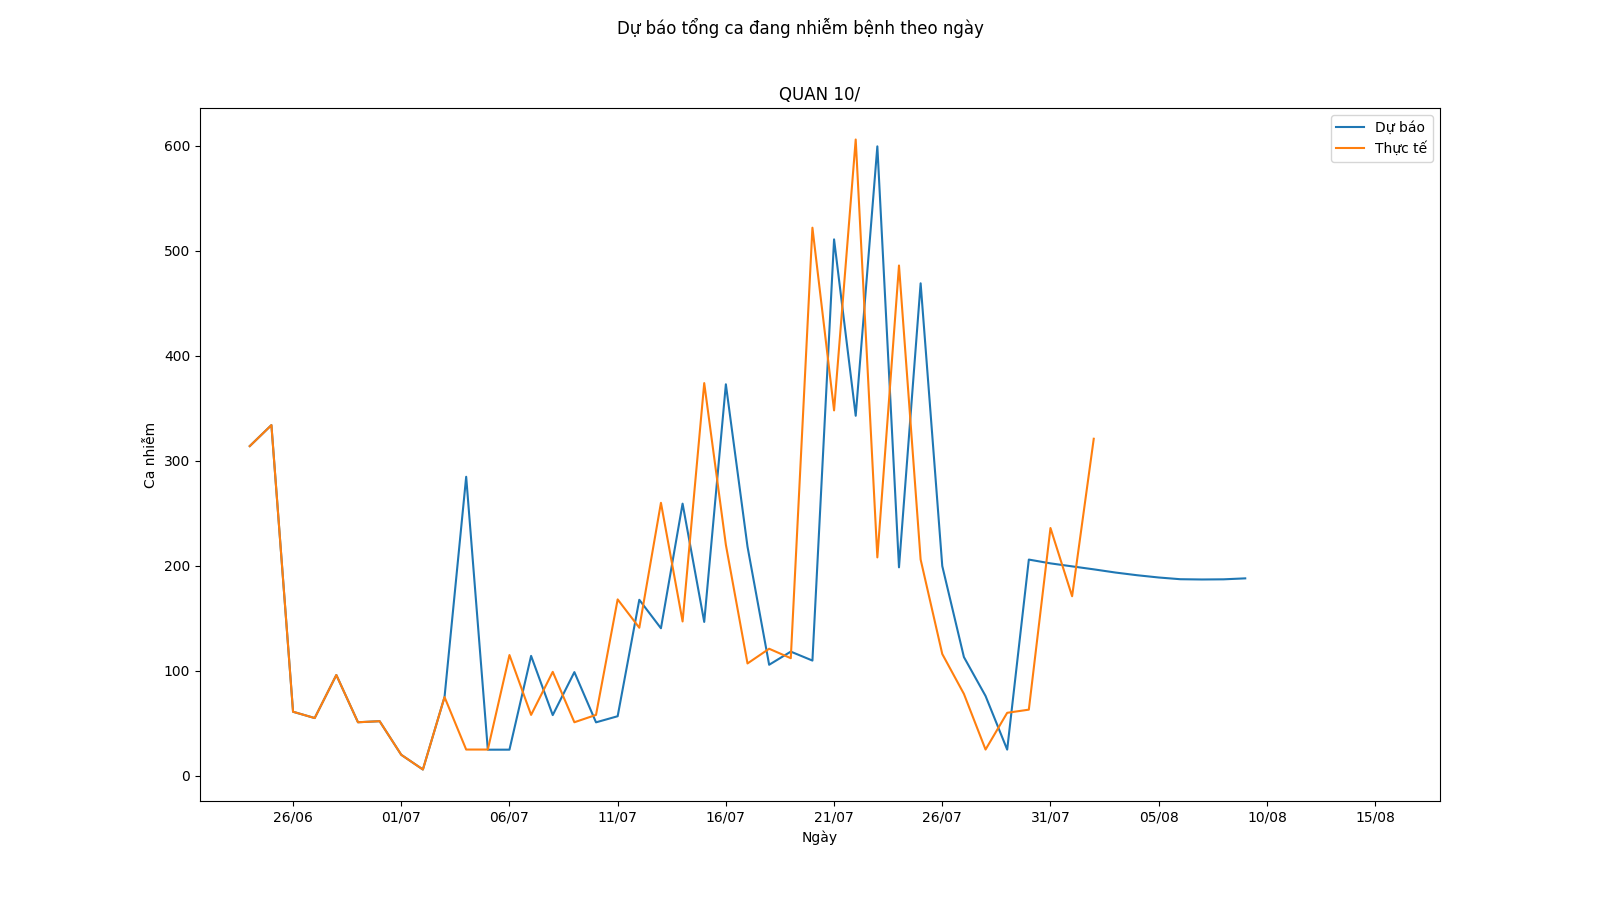 Dự báo tổng ca đang nhiễm bệnh theo ngày
QUAN 10/
Dự báo
Thực tế
600
500
400
300
200
100
0
Ca nhiễm
26/06 01/07 06/07 11/07 16/07 21/07 26/07 31/07 05/08 10/08 15/08
Ngày